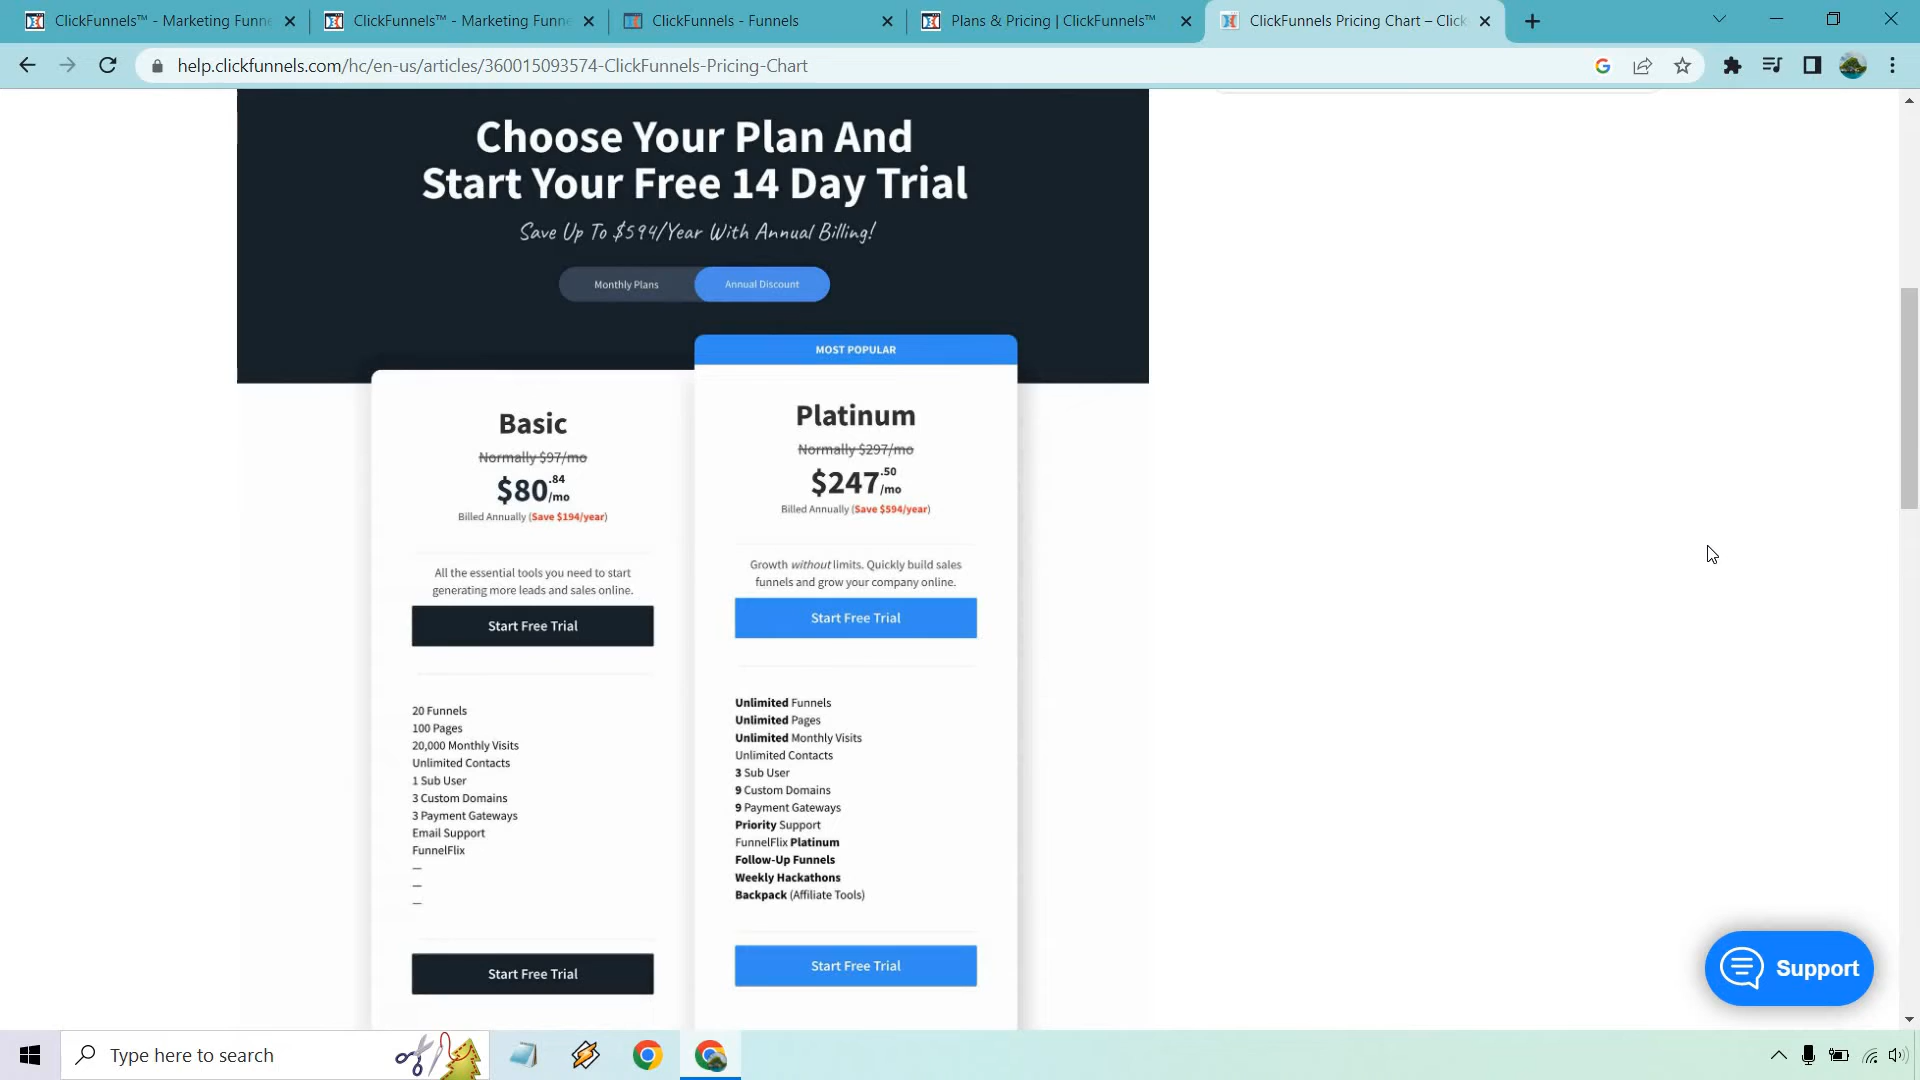 ClickFunnels™ - Marketing Funne
ClickFunnels™ - Marketing Funne
ClickFunnels - Funnels
Plans & Pricing | ClickFunnels™
ClickFunnels Pricing Chart – Click
help.clickfunnels.com/hc/en-us/articles/360015093574-ClickFunnels-Pricing-Chart
Choose Your Plan And
Start Your Free 14 Day Trial
Save Up To $594/Year With Annual Billing!
Monthly Plans
Annual Discount
MOST POPULAR
Basic
Normally $97/mo
$80.84/mo
Billed Annually (Save $194/year)
All the essential tools you need to start
generating more leads and sales online.
Start Free Trial
20 Funnels
100 Pages
20,000 Monthly Visits
Unlimited Contacts
1 Sub User
3 Custom Domains
3 Payment Gateways
Email Support
FunnelFlix
—
—
—
Start Free Trial
Platinum
Normally $297/mo
$247.50/mo
Billed Annually (Save $594/year)
Growth without limits. Quickly build sales
funnels and grow your company online.
Start Free Trial
Unlimited Funnels
Unlimited Pages
Unlimited Monthly Visits
Unlimited Contacts
3 Sub User
9 Custom Domains
9 Payment Gateways
Priority Support
FunnelFlix Platinum
Follow-Up Funnels
Weekly Hackathons
Backpack (Affiliate Tools)
Start Free Trial
Support
Type here to search